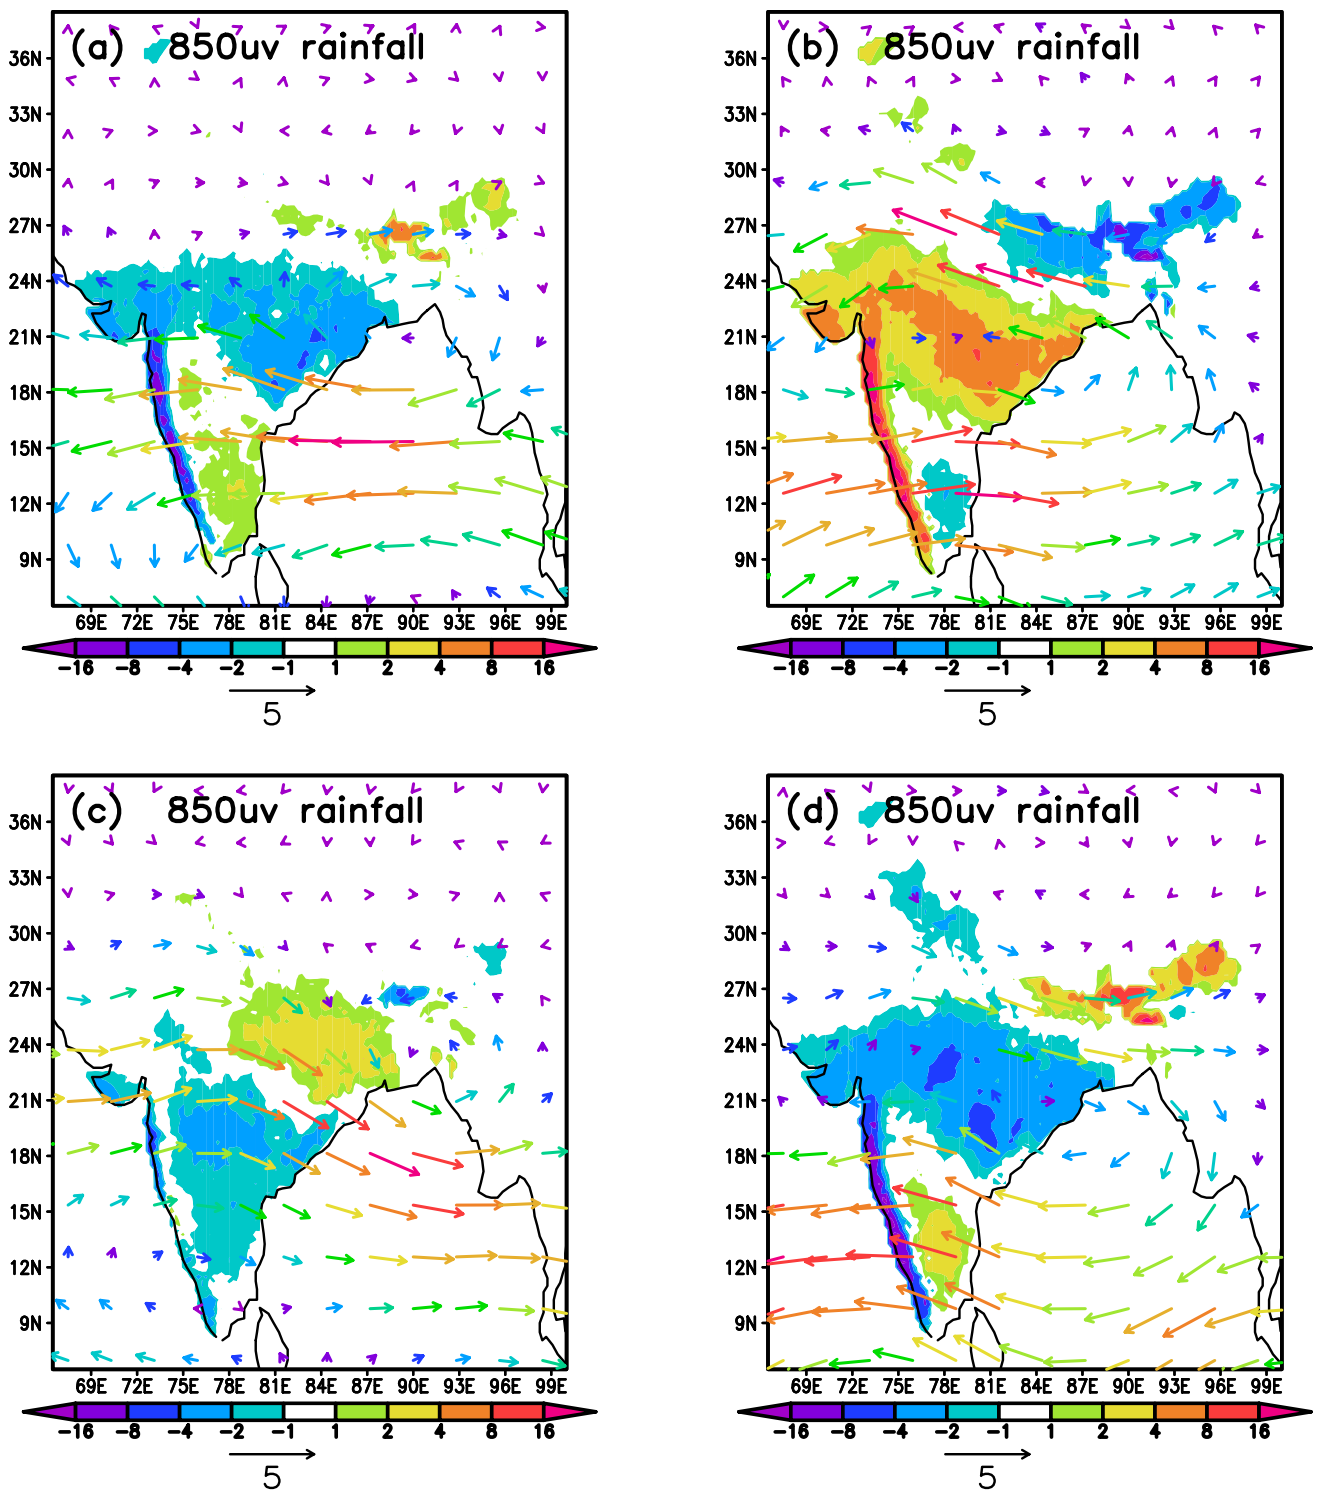 (a) 850uv rainfall
36N
33N
30N
27N
24N
21N
18N
15N
12N
9N
69E 72E 75E 78E 81E 84E 87E 90E 93E 96E 99E
-16 -8 -4 -2 -1 1 2 4 8 16
5
(b) 850uv rainfall
36N
33N
30N
27N
24N
21N
18N
15N
12N
9N
69E 72E 75E 78E 81E 84E 87E 90E 93E 96E 99E
-16 -8 -4 -2 -1 1 2 4 8 16
5
(c) 850uv rainfall
36N
33N
30N
27N
24N
21N
18N
15N
12N
9N
69E 72E 75E 78E 81E 84E 87E 90E 93E 96E 99E
-16 -8 -4 -2 -1 1 2 4 8 16
5
(d) 850uv rainfall
36N
33N
30N
27N
24N
21N
18N
15N
12N
9N
69E 72E 75E 78E 81E 84E 87E 90E 93E 96E 99E
-16 -8 -4 -2 -1 1 2 4 8 16
5